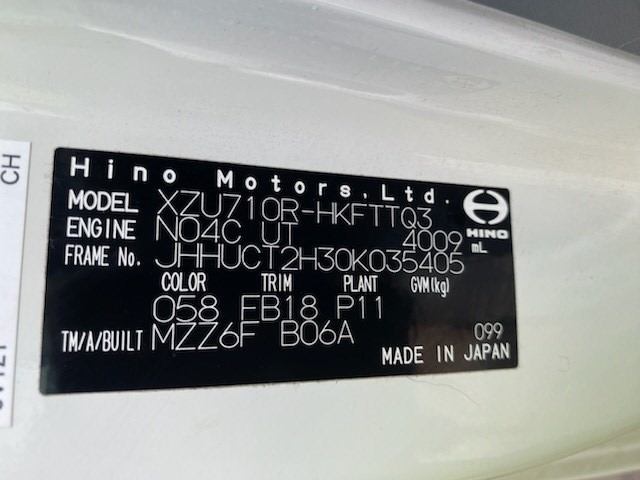 Hino Motors,Ltd.
MODEL XZU710R-HKFTTQ3
ENGINE N04C UT 4009 mL
HINO
FRAME No. JHHUCT2H30K035405
COLOR TRIM PLANT GVM(kg)
058 FB18 P11
TM/A/BUILT MZZ6F B06A 099
MADE IN JAPAN
CH